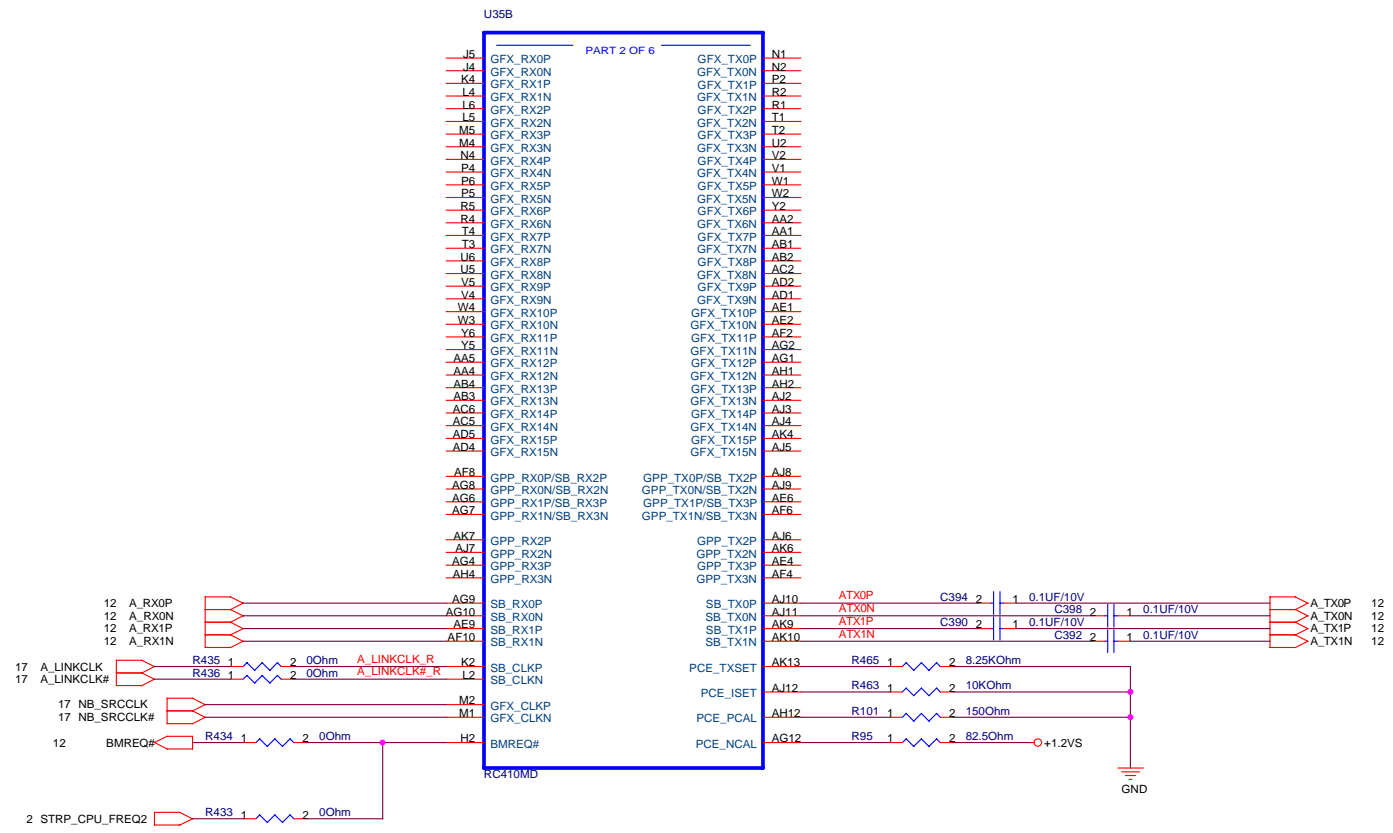 U35B
PART 2 OF 6
J5 GFX_RX0P GFX_TX0P N1
J4 GFX_RX0N GFX_TX0N N2
K4 GFX_RX1P GFX_TX1P P2
L4 GFX_RX1N GFX_TX1N R2
L6 GFX_RX2P GFX_TX2P R1
L5 GFX_RX2N GFX_TX2N T1
M5 GFX_RX3P GFX_TX3P T2
M4 GFX_RX3N GFX_TX3N U2
N4 GFX_RX4P GFX_TX4P V2
P4 GFX_RX4N GFX_TX4N V1
P6 GFX_RX5P GFX_TX5P W1
P5 GFX_RX5N GFX_TX5N W2
R5 GFX_RX6P GFX_TX6P Y2
R4 GFX_RX6N GFX_TX6N AA2
T4 GFX_RX7P GFX_TX7P AA1
T3 GFX_RX7N GFX_TX7N AB1
U6 GFX_RX8P GFX_TX8P AB2
U5 GFX_RX8N GFX_TX8N AC2
V5 GFX_RX9P GFX_TX9P AD2
V4 GFX_RX9N GFX_TX9N AD1
W4 GFX_RX10P GFX_TX10P AE1
W3 GFX_RX10N GFX_TX10N AE2
Y6 GFX_RX11P GFX_TX11P AF2
Y5 GFX_RX11N GFX_TX11N AG2
AA5 GFX_RX12P GFX_TX12P AG1
AA4 GFX_RX12N GFX_TX12N AH1
AB4 GFX_RX13P GFX_TX13P AH2
AB3 GFX_RX13N GFX_TX13N AJ2
AC6 GFX_RX14P GFX_TX14P AJ3
AC5 GFX_RX14N GFX_TX14N AJ4
AD5 GFX_RX15P GFX_TX15P AK4
AD4 GFX_RX15N GFX_TX15N AJ5
AF8 GPP_RX0P/SB_RX2P GPP_TX0P/SB_TX2P AJ8
AG8 GPP_RX0N/SB_RX2N GPP_TX0N/SB_TX2N AJ9
AG6 GPP_RX1P/SB_RX3P GPP_TX1P/SB_TX3P AE6
AG7 GPP_RX1N/SB_RX3N GPP_TX1N/SB_TX3N AF6
AK7 GPP_RX2P GPP_TX2P AJ6
AJ7 GPP_RX2N GPP_TX2N AK6
AG4 GPP_RX3P GPP_TX3P AE4
AH4 GPP_RX3N GPP_TX3N AF4
12 A_RX0P AG9 SB_RX0P SB_TX0P AJ10 ATX0P C394 2 1 0.1UF/10V A_TX0P 12
12 A_RX0N AG10 SB_RX0N SB_TX0N AJ11 ATX0N C398 2 1 0.1UF/10V A_TX0N 12
12 A_RX1P AE9 SB_RX1P SB_TX1P AK9 ATX1P C390 2 1 0.1UF/10V A_TX1P 12
12 A_RX1N AF10 SB_RX1N SB_TX1N AK10 ATX1N C392 2 1 0.1UF/10V A_TX1N 12
17 A_LINKCLK R435 1 2 0Ohm A_LINKCLK_R K2 SB_CLKP PCE_TXSET AK13 R465 1 2 8.25KOhm
17 A_LINKCLK# R436 1 2 0Ohm A_LINKCLK#_R L2 SB_CLKN
PCE_ISET AJ12 R463 1 2 10KOhm
17 NB_SRCCLK M2 GFX_CLKP
17 NB_SRCCLK# M1 GFX_CLKN PCE_PCAL AH12 R101 1 2 150Ohm
12 BMREQ# R434 1 2 0Ohm H2 BMREQ# PCE_NCAL AG12 R95 1 2 82.5Ohm +1.2VS
RC410MD
GND
2 STRP_CPU_FREQ2 R433 1 2 0Ohm